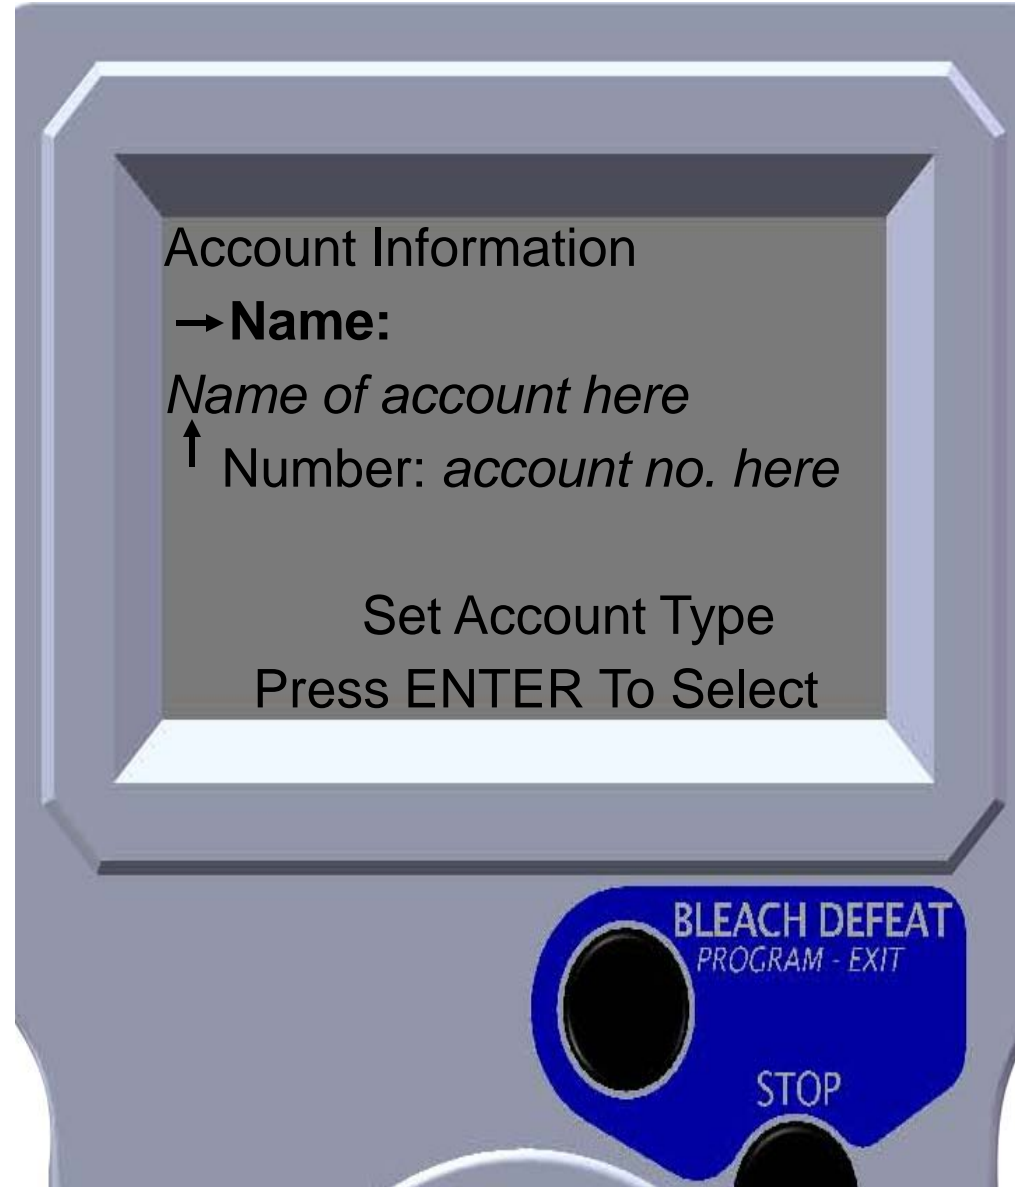 Account Information
→Name:
Name of account here
↑ Number: account no. here
Set Account Type
Press ENTER To Select
BLEACH DEFEAT
PROGRAM - EXIT
STOP